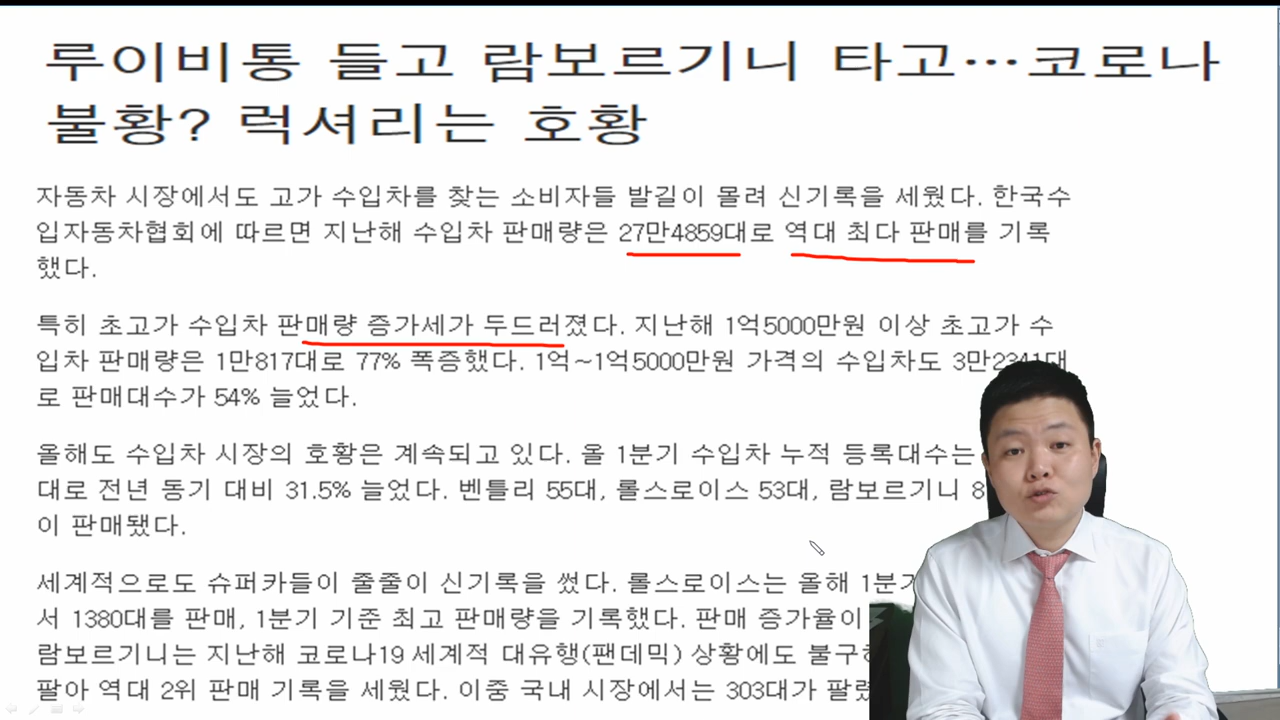 루이비통 들고 람보르기니 타고…코로나
불황? 럭셔리는 호황
자동차 시장에서도 고가 수입차를 찾는 소비자들 발길이 몰려 신기록을 세웠다. 한국수
입자동차협회에 따르면 지난해 수입차 판매량은 27만4859대로 역대 최다 판매를 기록
했다.
특히 초고가 수입차 판매량 증가세가 두드러졌다. 지난해 1억5000만원 이상 초고가 수
입차 판매량은 1만817대로 77% 폭증했다. 1억~1억5000만원 가격의 수입차도 3만2341대
로 판매대수가 54% 늘었다.
올해도 수입차 시장의 호황은 계속되고 있다. 올 1분기 수입차 누적 등록대수는
대로 전년 동기 대비 31.5% 늘었다. 벤틀리 55대, 롤스로이스 53대, 람보르기니 8
이 판매됐다.
세계적으로도 슈퍼카들이 줄줄이 신기록을 썼다. 롤스로이스는 올해 1분기
서 1380대를 판매, 1분기 기준 최고 판매량을 기록했다. 판매 증가율이
람보르기니는 지난해 코로나19 세계적 대유행(팬데믹) 상황에도 불구하
팔아 역대 2위 판매 기록을 세웠다. 이중 국내 시장에서는 303대가 팔렸